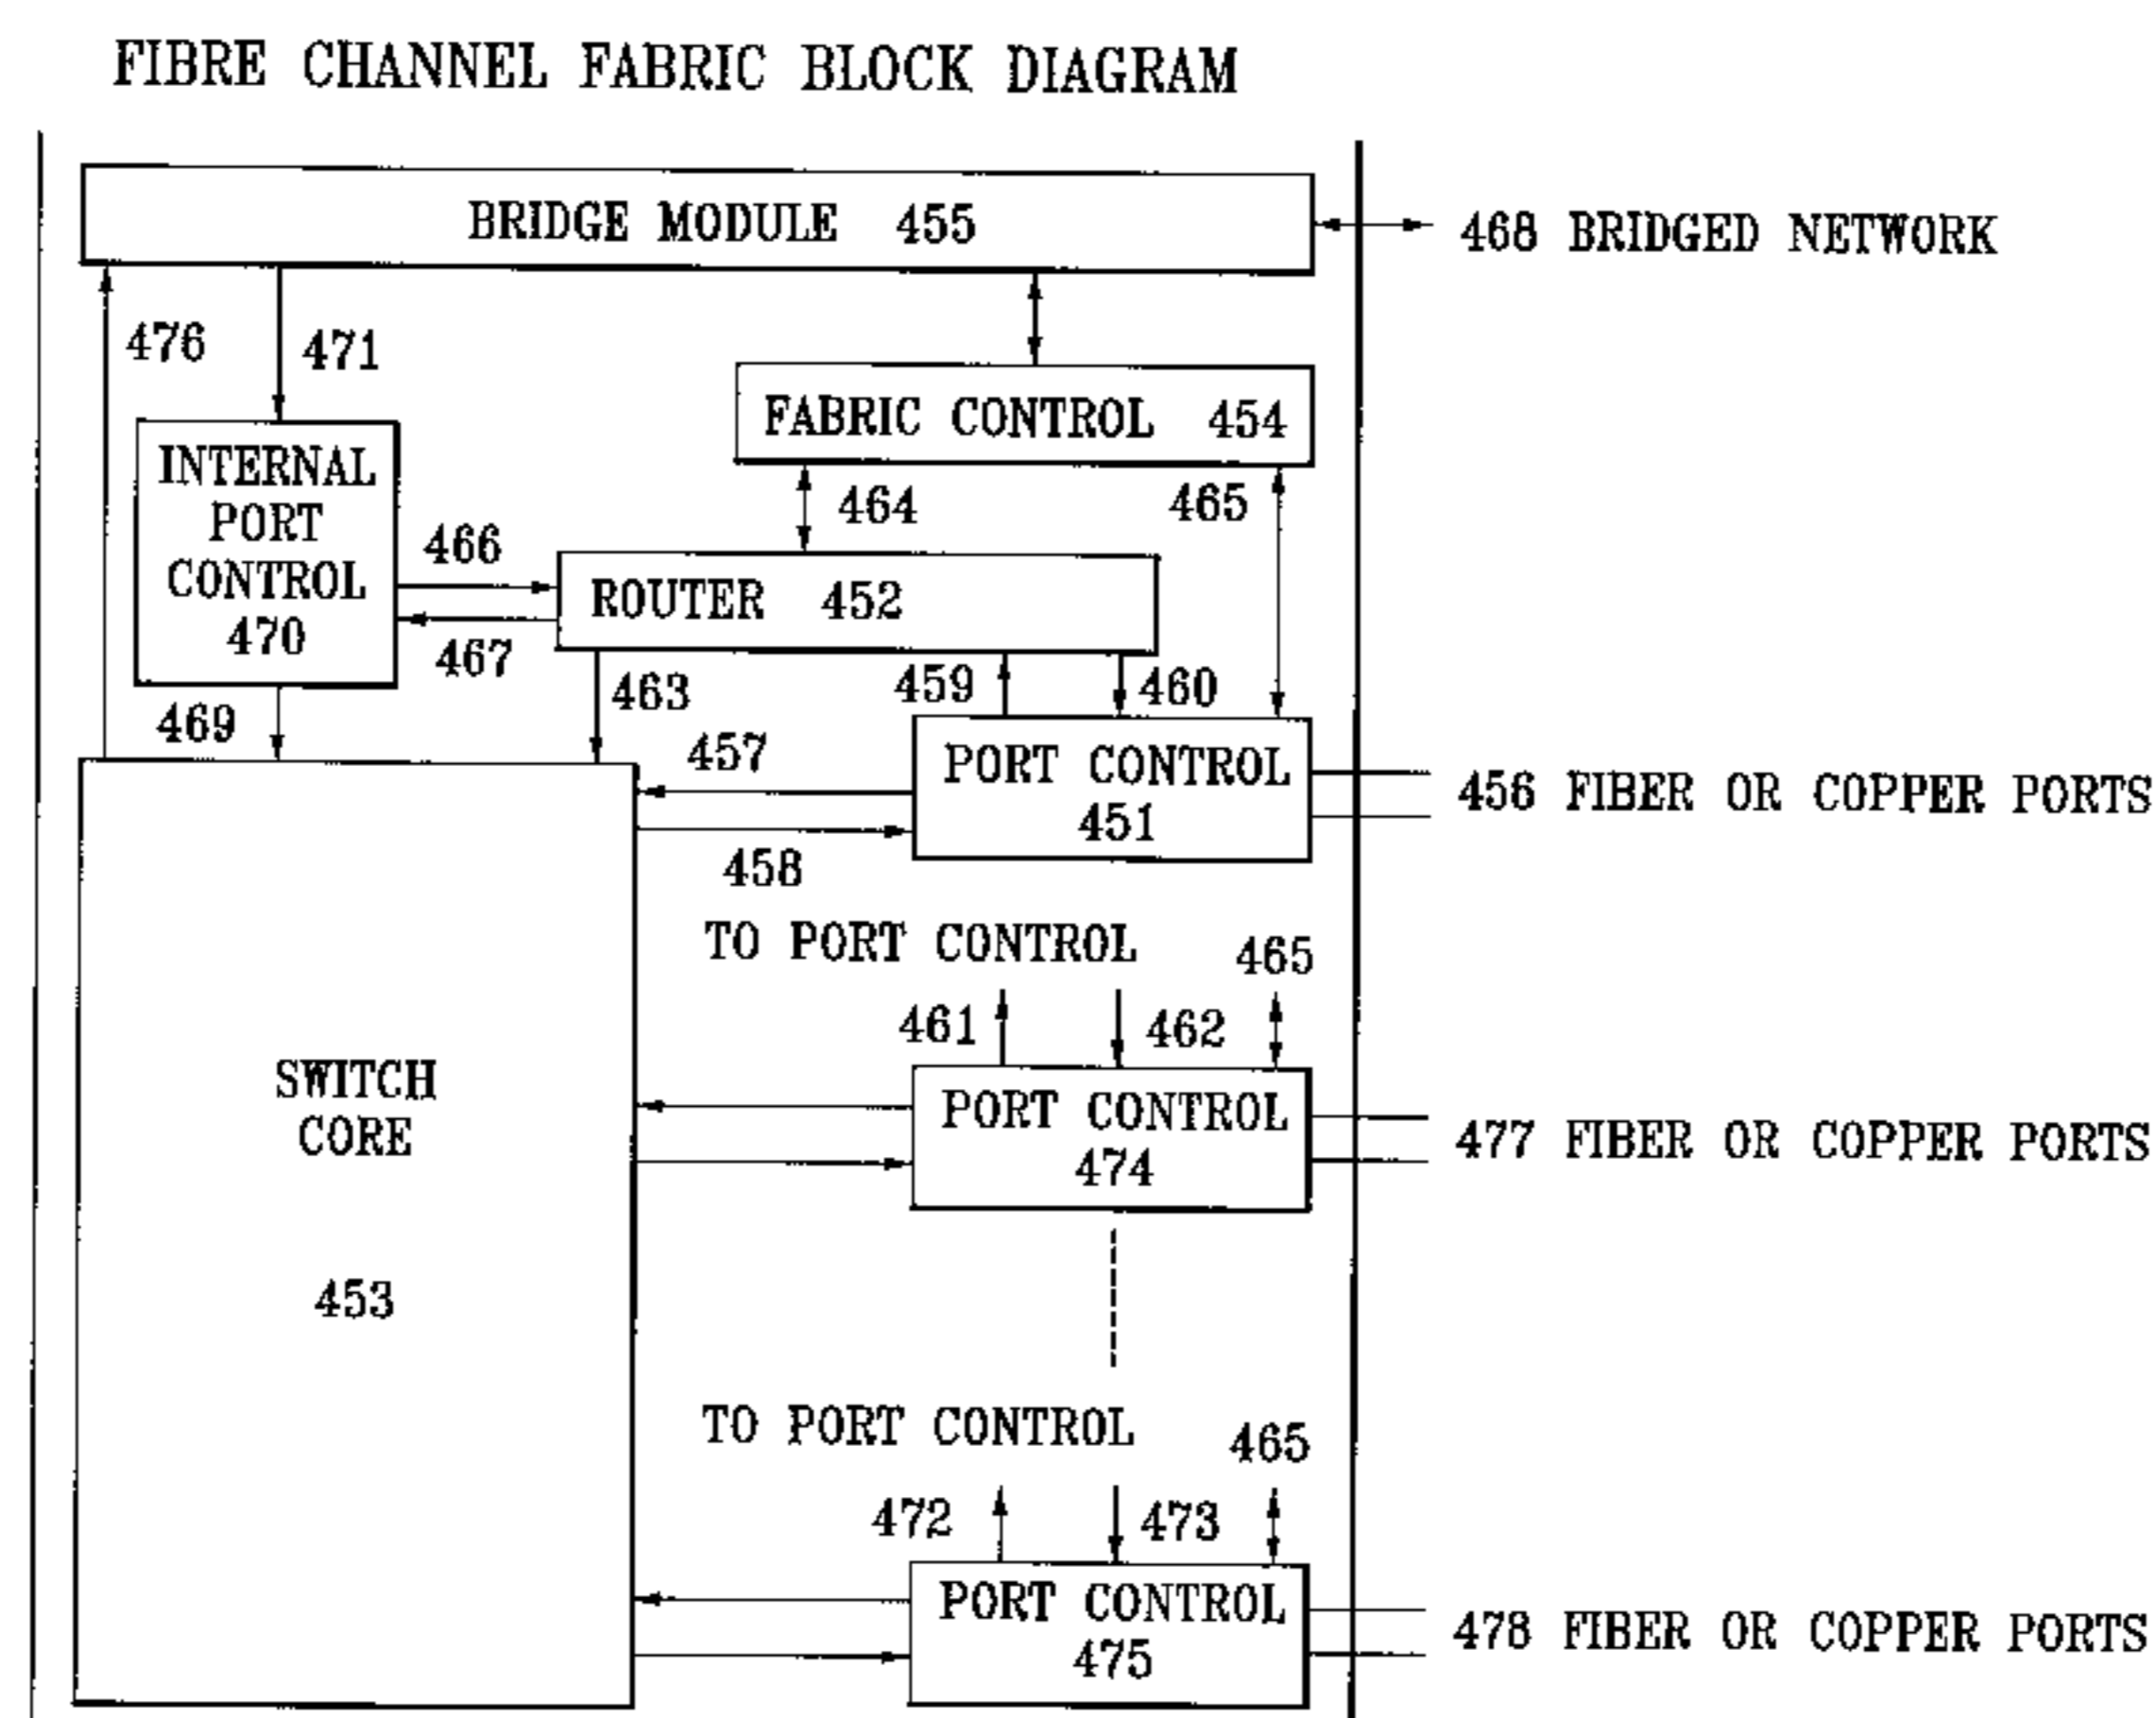 FIBRE CHANNEL FABRIC BLOCK DIAGRAM
BRIDGE MODULE 455
468 BRIDGED NETWORK
476
471
FABRIC CONTROL 454
INTERNAL
PORT
CONTROL
470
464
465
466
467
ROUTER 452
469
463
459
460
457
458
PORT CONTROL
451
456 FIBER OR COPPER PORTS
TO PORT CONTROL
465
461
462
SWITCH
CORE
453
PORT CONTROL
474
477 FIBER OR COPPER PORTS
TO PORT CONTROL
465
472
473
PORT CONTROL
475
478 FIBER OR COPPER PORTS